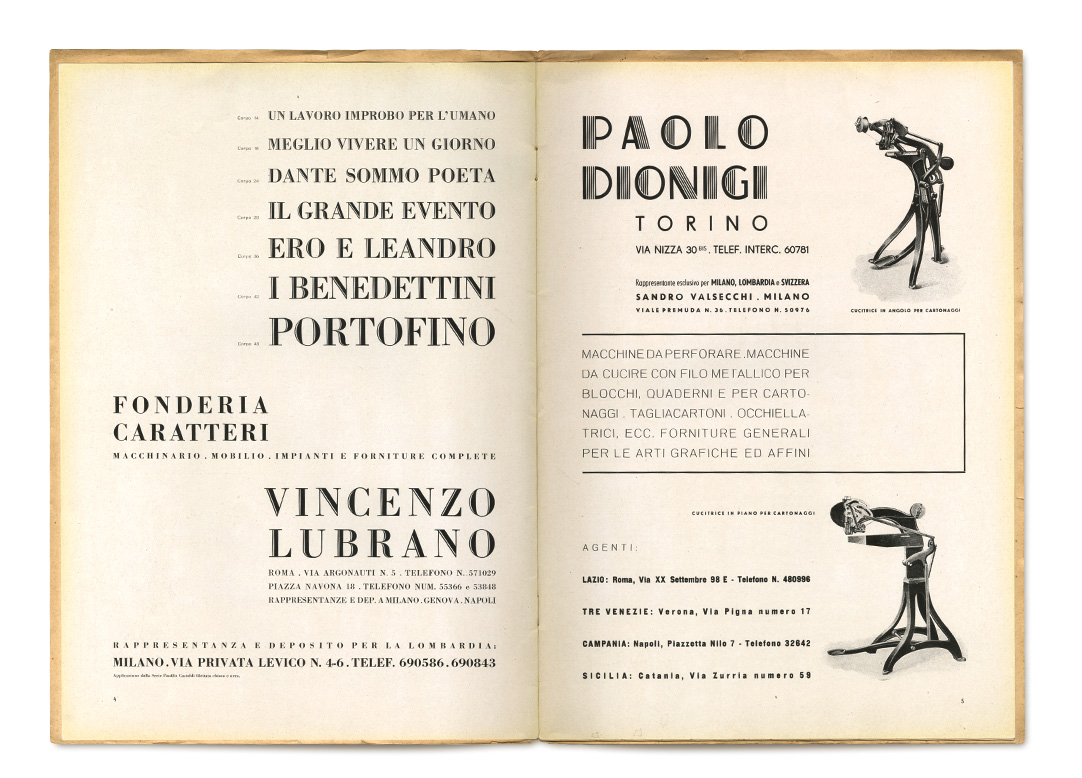 Corpo 14 UN LAVORO IMPROBO PER L'UMANO
Corpo 18 MEGLIO VIVERE UN GIORNO
Corpo 24 DANTE SOMMO POETA
Corpo 28 IL GRANDE EVENTO
Corpo 36 ERO E LEANDRO
Corpo 42 I BENEDETTINI
Corpo 48 PORTOFINO
FONDERIA
CARATTERI
MACCHINARIO . MOBILIO . IMPIANTI E FORNITURE COMPLETE
VINCENZO
LUBRANO
ROMA . VIA ARGONAUTI N. 5 . TELEFONO N. 571029
PIAZZA NAVONA 18 . TELEFONO NUM. 55366 e 53848
RAPPRESENTANZE E DEP. A MILANO . GENOVA . NAPOLI
RAPPRESENTANZA E DEPOSITO PER LA LOMBARDIA:
MILANO . VIA PRIVATA LEVICO N. 4-6 . TELEF. 690586 . 690843
Applicazione della Serie
4
PAOLO
DIONIGI
TORINO
VIA NIZZA 30 BIS . TELEF. INTERC. 60781
Rappresentante esclusivo per MILANO, LOMBARDIA e SVIZZERA
SANDRO VALSECCHI . MILANO
VIALE PREMUDA N. 36 . TELEFONO N. 50976
CUCITRICE IN ANGOLO PER CARTONAGGI
MACCHINE DA PERFORARE . MACCHINE
DA CUCIRE CON FILO METALLICO PER
BLOCCHI, QUADERNI E PER CARTO-
NAGGI . TAGLIACARTONI . OCCHIELLA-
TRICI, ECC. FORNITURE GENERALI
PER LE ARTI GRAFICHE ED AFFINI
CUCITRICE IN PIANO PER CARTONAGGI
AGENTI:
LAZIO: Roma, Via XX Settembre 98 E - Telefono N. 480996
TRE VENEZIE: Verona, Via Pigna numero 17
CAMPANIA: Napoli, Piazzetta Nilo 7 - Telefono 32642
SICILIA: Catania, Via Zurria numero 59
5